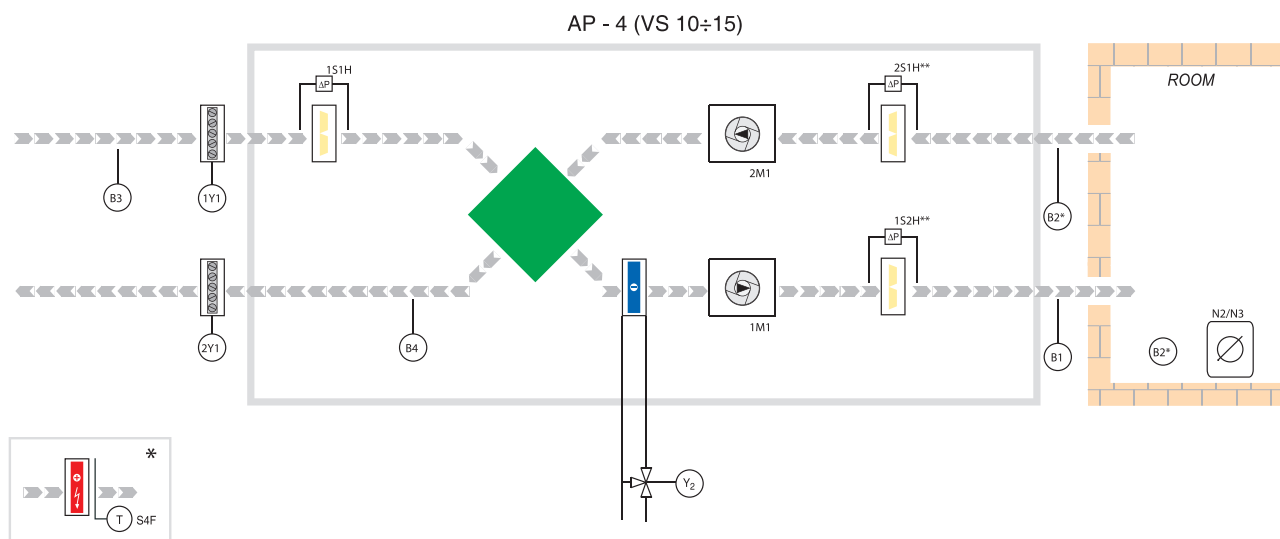 AP - 4 (VS 10÷15)
1S1H
ΔP
2S1H**
ΔP
ROOM
B3
1Y1
2M1
B2*
1S2H**
ΔP
2Y1
B4
1M1
B1
B2*
N2/N3
*
T
S4F
Y2